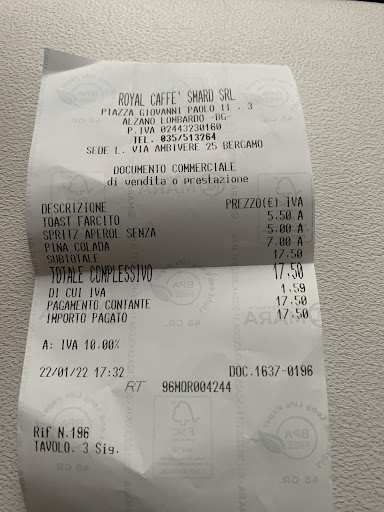 ROYAL CAFFE' SMARD SRL
PIAZZA GIOVANNI PAOLO II . 3
ALZANO LOMBARDO -BG-
P.IVA 02443230160
TEL. 035/513264
SEDE L. VIA AMBIVERE 25 BERGAMO
DOCUMENTO COMMERCIALE
di vendita o prestazione
DESCRIZIONE PREZZO(€) IVA
TOAST FARCITO 5.50 A
SPRITZ APEROL SENZA 5.00 A
PINA COLADA 7.00 A
SUBTOTALE 17.50
TOTALE COMPLESSIVO 17,50
DI CUI IVA 1,59
PAGAMENTO CONTANTE 17,50
IMPORTO PAGATO 17,50
A: IVA 10.00%
22/01/22 17:32 DOC.1637-0196
RT 96MQR004244
Rif N.196
TAVOLO. 3 Sig.